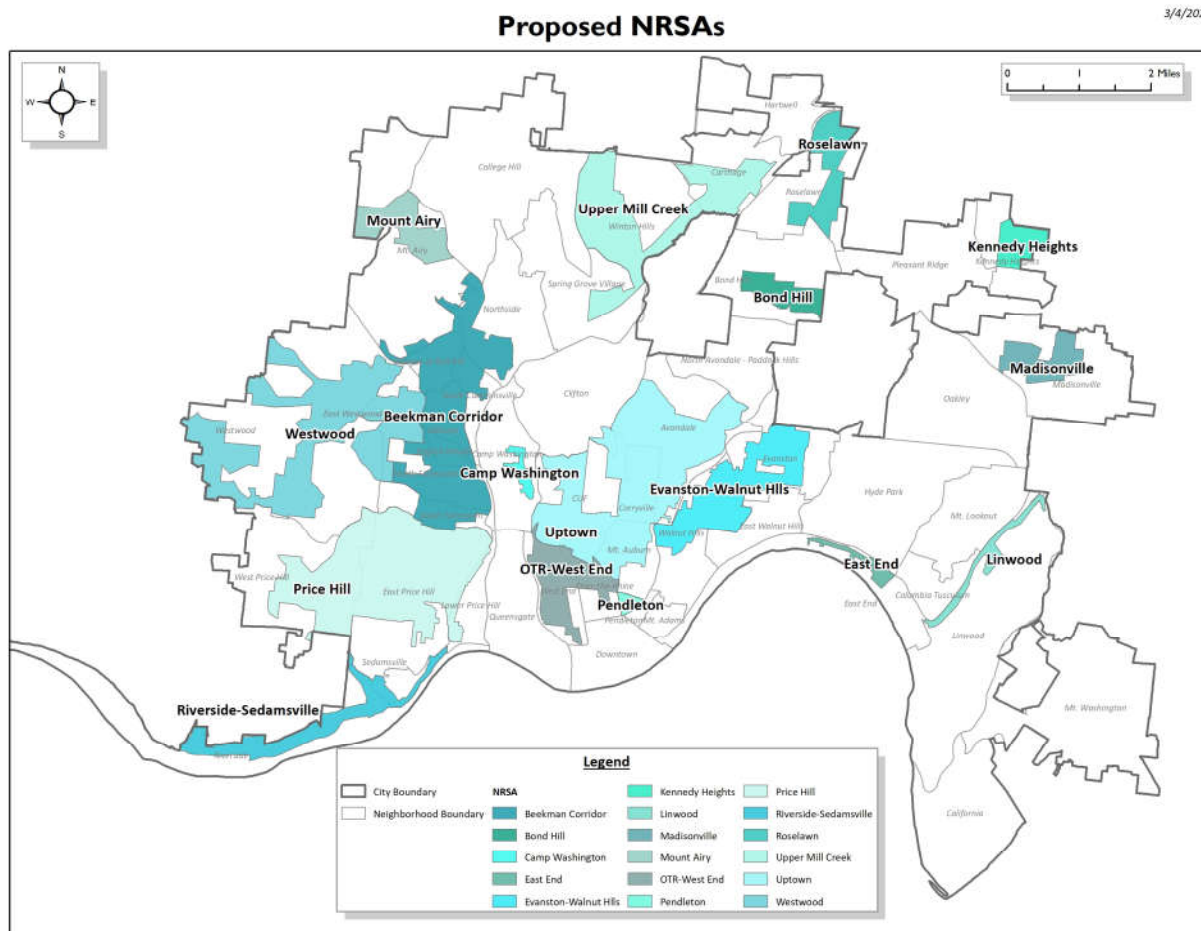 Proposed NRSAs
N
W E
S
0 1 2 Miles
Hartwell
Roselawn
College Hill
Carthage
Roselawn
Mount Airy
Upper Mill Creek
Winton Hills
Mt. Airy
Kennedy Heights
Kennedy Heights
Pleasant Ridge
Spring Grove Village
Bond Hill
Northside
North Avondale - Paddock Hills
Madisonville
Madisonville
Clifton
Oakley
East Westwood
Beekman Corridor
Westwood
Westwood
Avondale
Camp Washington
Camp Washington
Evanston
Evanston-Walnut Hlls
CUF
Corryville
Hyde Park
Mt. Lookout
East Walnut Hills
Walnut Hills
Uptown
Mt. Auburn
OTR-West End
East End
Linwood
West Price Hill
Price Hill
East Price Hill
Lower Price Hill
West End
Pendleton
Columbia Tusculum
East End
Queensgate
Pendleton
Mt. Adams
Linwood
Downtown
Sedamsville
Riverside-Sedamsville
Riverside
Mt. Washington
California
Legend
City Boundary
Neighborhood Boundary
NRSA
Beekman Corridor
Bond Hill
Camp Washington
East End
Evanston-Walnut Hlls
Kennedy Heights
Linwood
Madisonville
Mount Airy
OTR-West End
Pendleton
Price Hill
Riverside-Sedamsville
Roselawn
Upper Mill Creek
Uptown
Westwood